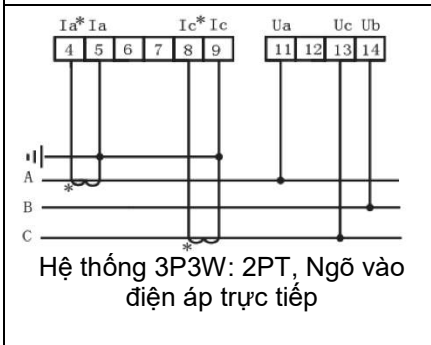 Ia* Ia Ic* Ic Ua Uc Ub
4 5 6 7 8 9 11 12 13 14
A
*
B
C
*
Hệ thống 3P3W: 2PT, Ngõ vào
điện áp trực tiếp